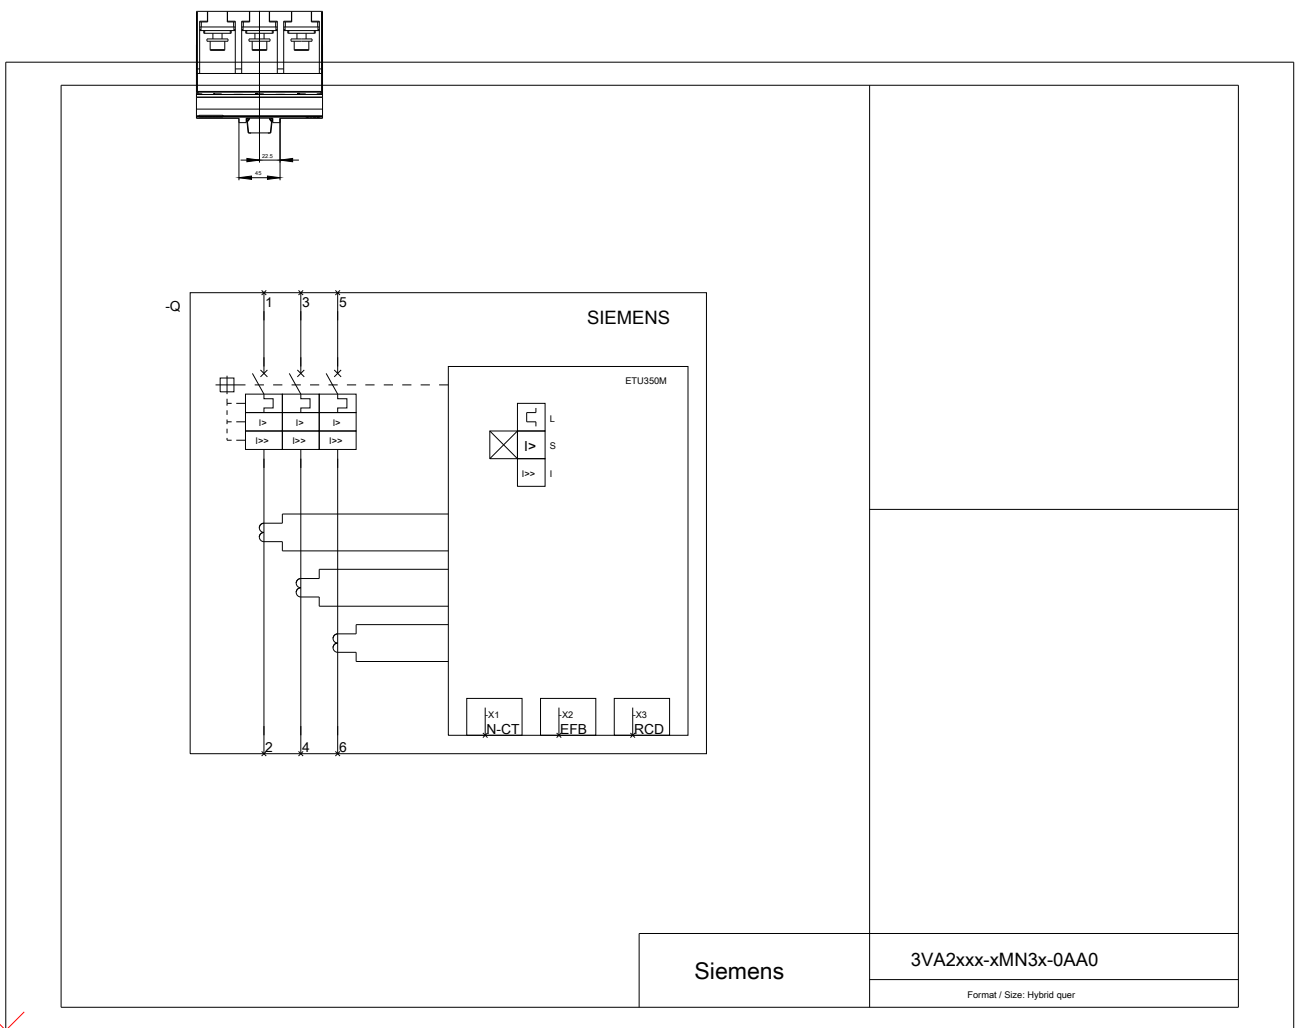 22.5
45
-Q
1 3 5
SIEMENS
ETU350M
L
I> I> I>
I>> I>> I>>
I> S
I>> I
-X1 -X2 -X3
N-CT EFB RCD
2 4 6
Siemens
3VA2xxx-xMN3x-0AA0
Format / Size: Hybrid quer